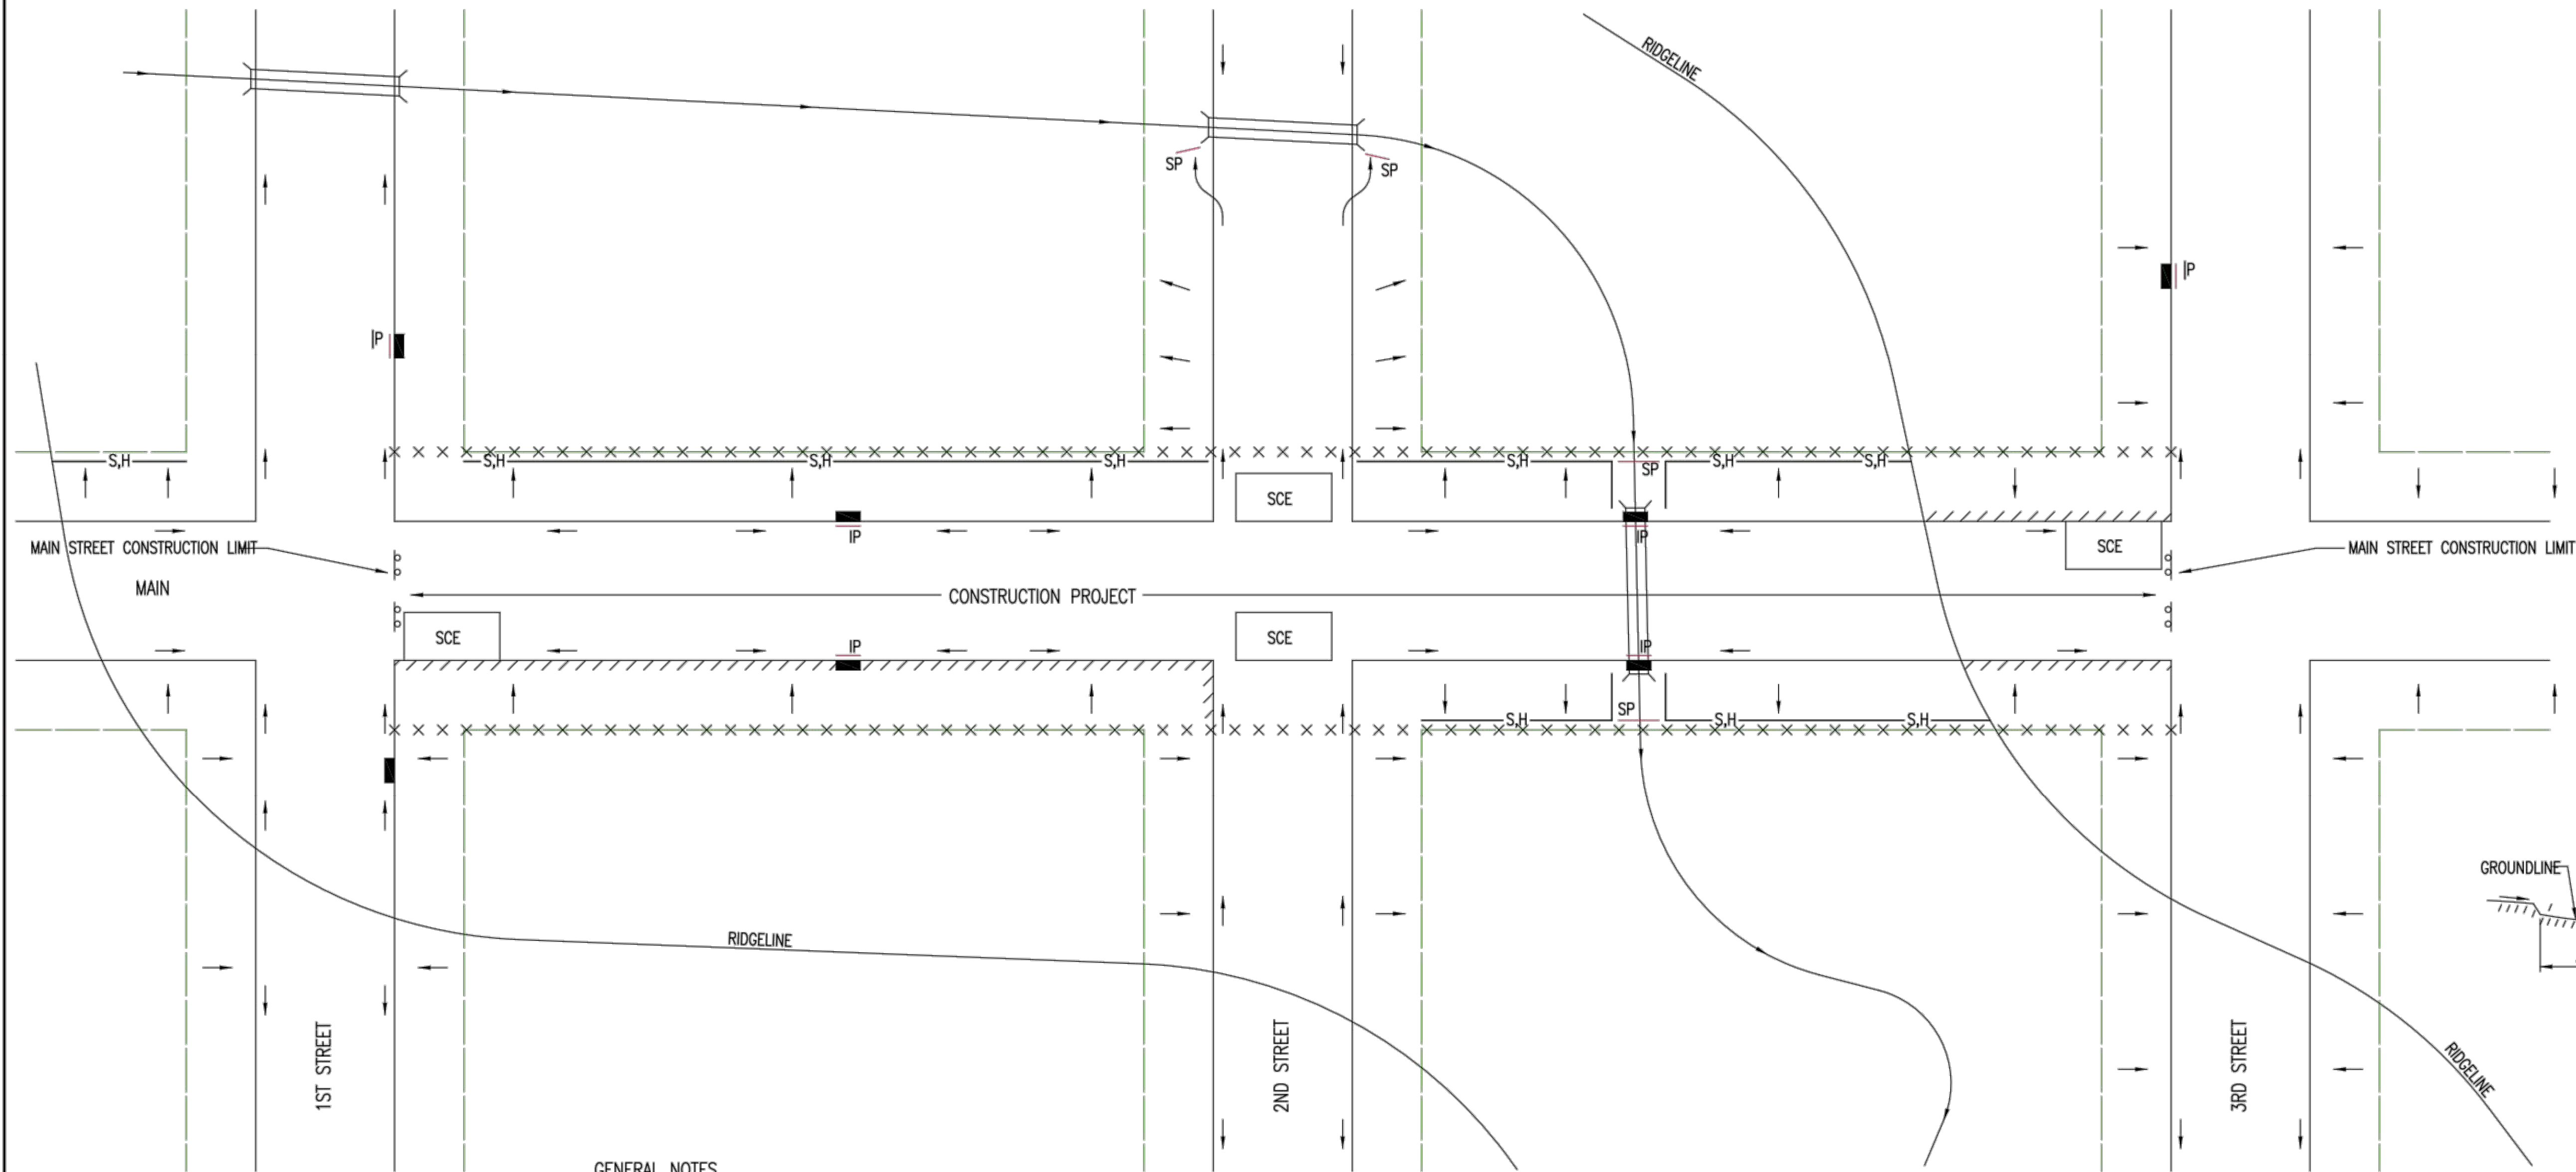 RIDGELINE
SP
SP
IP
IP
S,H
S,H
S,H
S,H
S,H
SP
S,H
S,H
SCE
SCE
IP
IP
MAIN STREET CONSTRUCTION LIMIT
MAIN STREET CONSTRUCTION LIMIT
MAIN
CONSTRUCTION PROJECT
SCE
SCE
IP
IP
SP
S,H
S,H
S,H
GROUNDLINE
RIDGELINE
1ST STREET
2ND STREET
3RD STREET
RIDGELINE
GENERAL NOTES